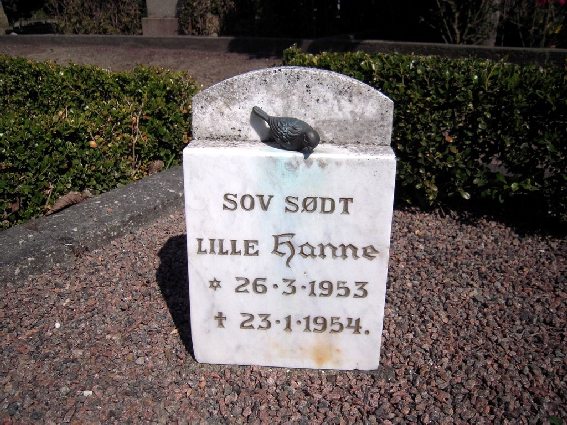 SOV SØDT
LILLE Hanne
✡ 26·3·1953
✝ 23·1·1954.